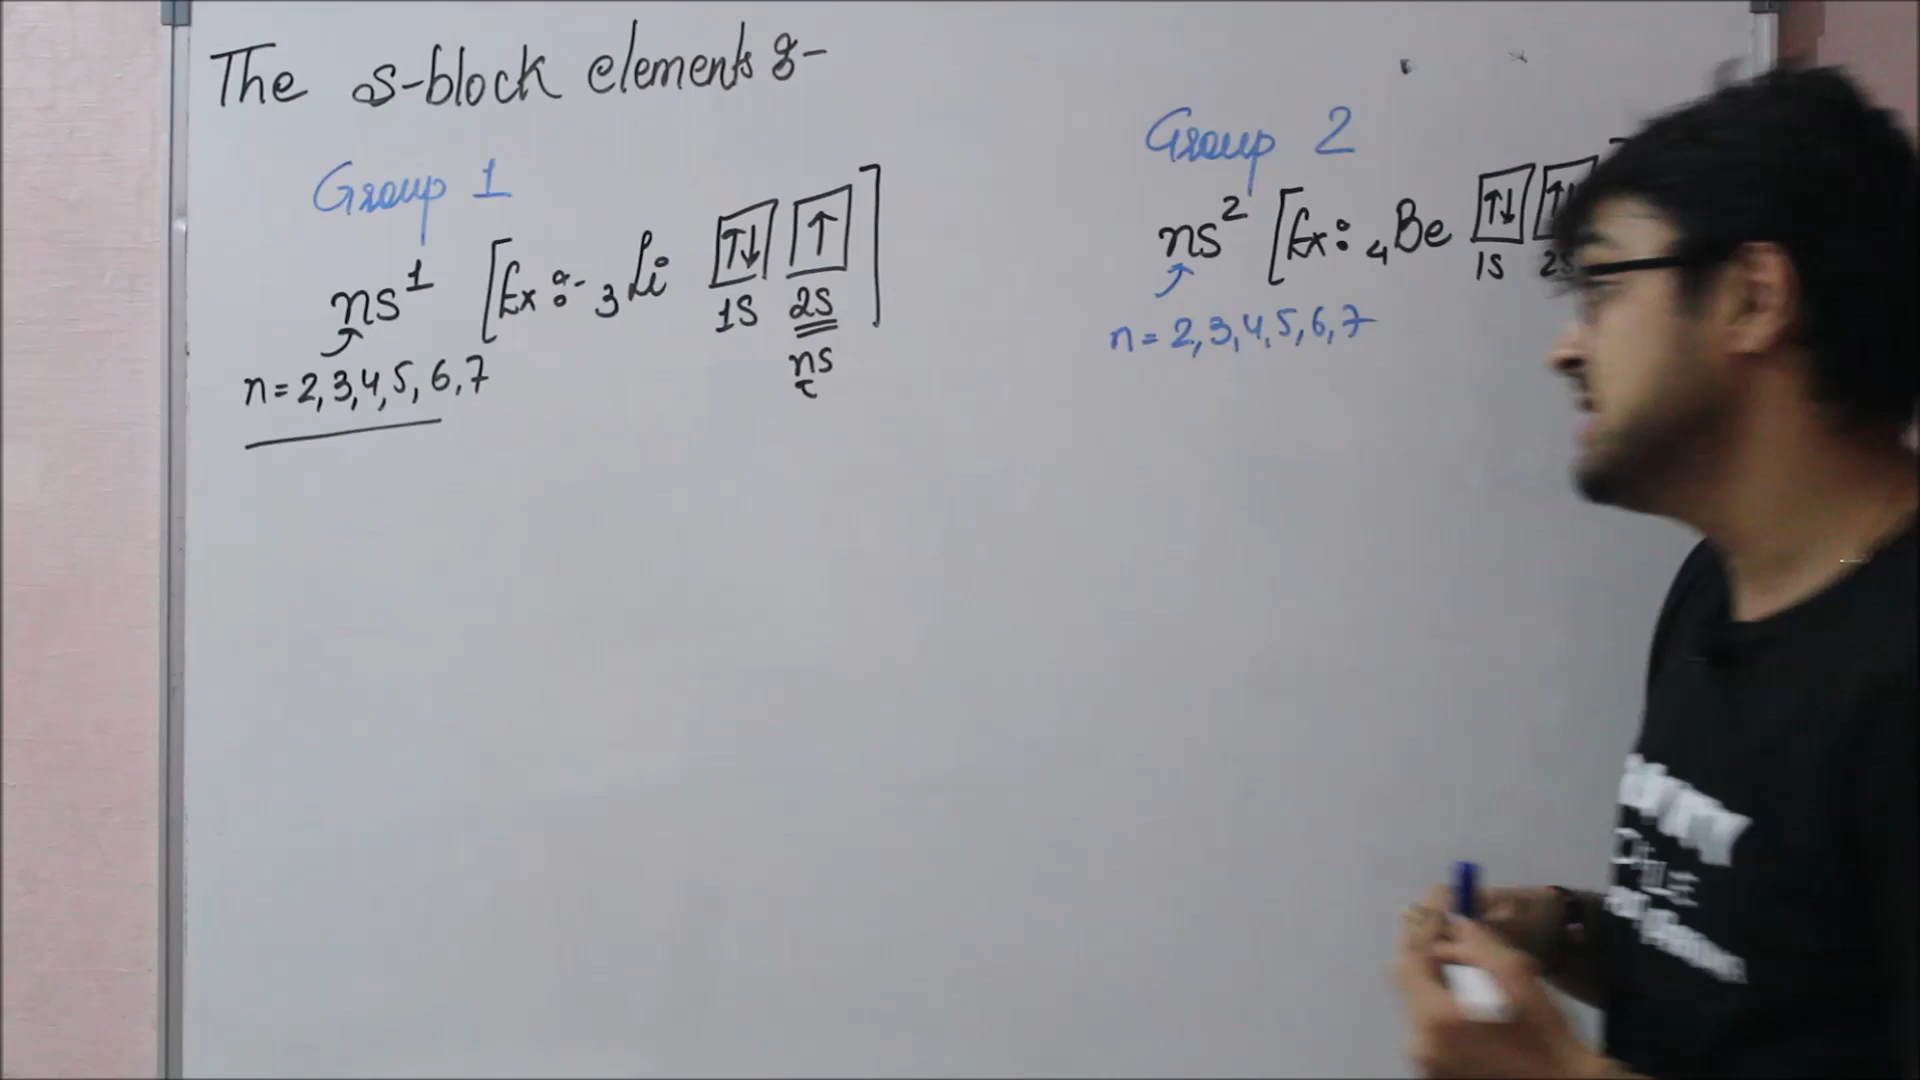 The s-block elements :-
Group 1
ns¹ [Ex :- ₃Li ↑↓ ↑ ]
1s 2s
ns
n = 2, 3, 4, 5, 6, 7
Group 2
ns² [Ex : ₄Be ↑↓ ↑↓
1s 2s
n = 2, 3, 4, 5, 6, 7